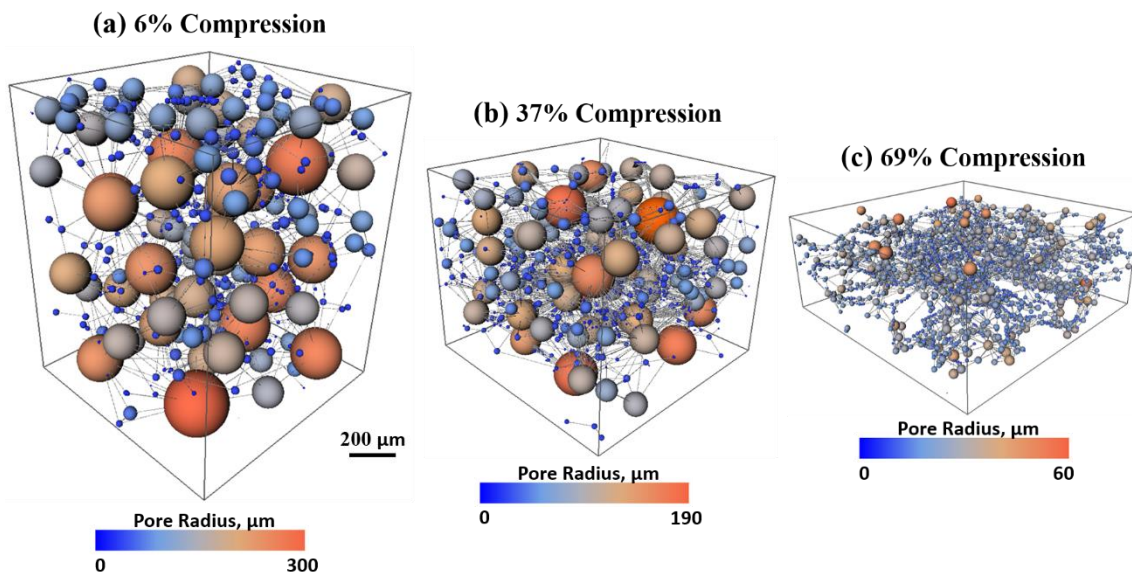 (a) 6% Compression
(b) 37% Compression
(c) 69% Compression
200 µm
Pore Radius, µm
0 300
Pore Radius, µm
0 190
Pore Radius, µm
0 60